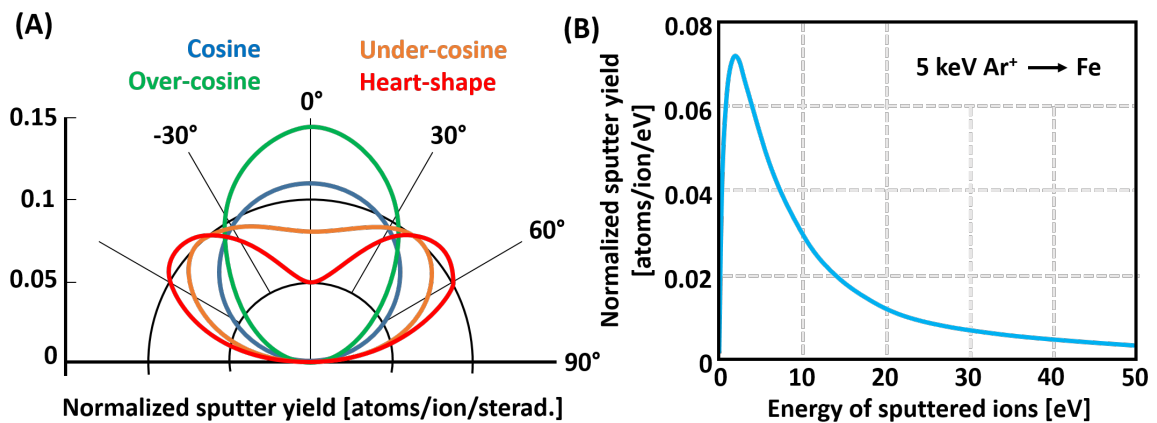 (A)
Cosine
Over-cosine
Under-cosine
Heart-shape
0°
-30°
30°
60°
90°
0.15
0.1
0.05
0
Normalized sputter yield [atoms/ion/sterad.]
(B)
5 keV Ar⁺ ⟶ Fe
Normalized sputter yield
[atoms/ion/eV]
0.08
0.06
0.04
0.02
0
0 10 20 30 40 50
Energy of sputtered ions [eV]